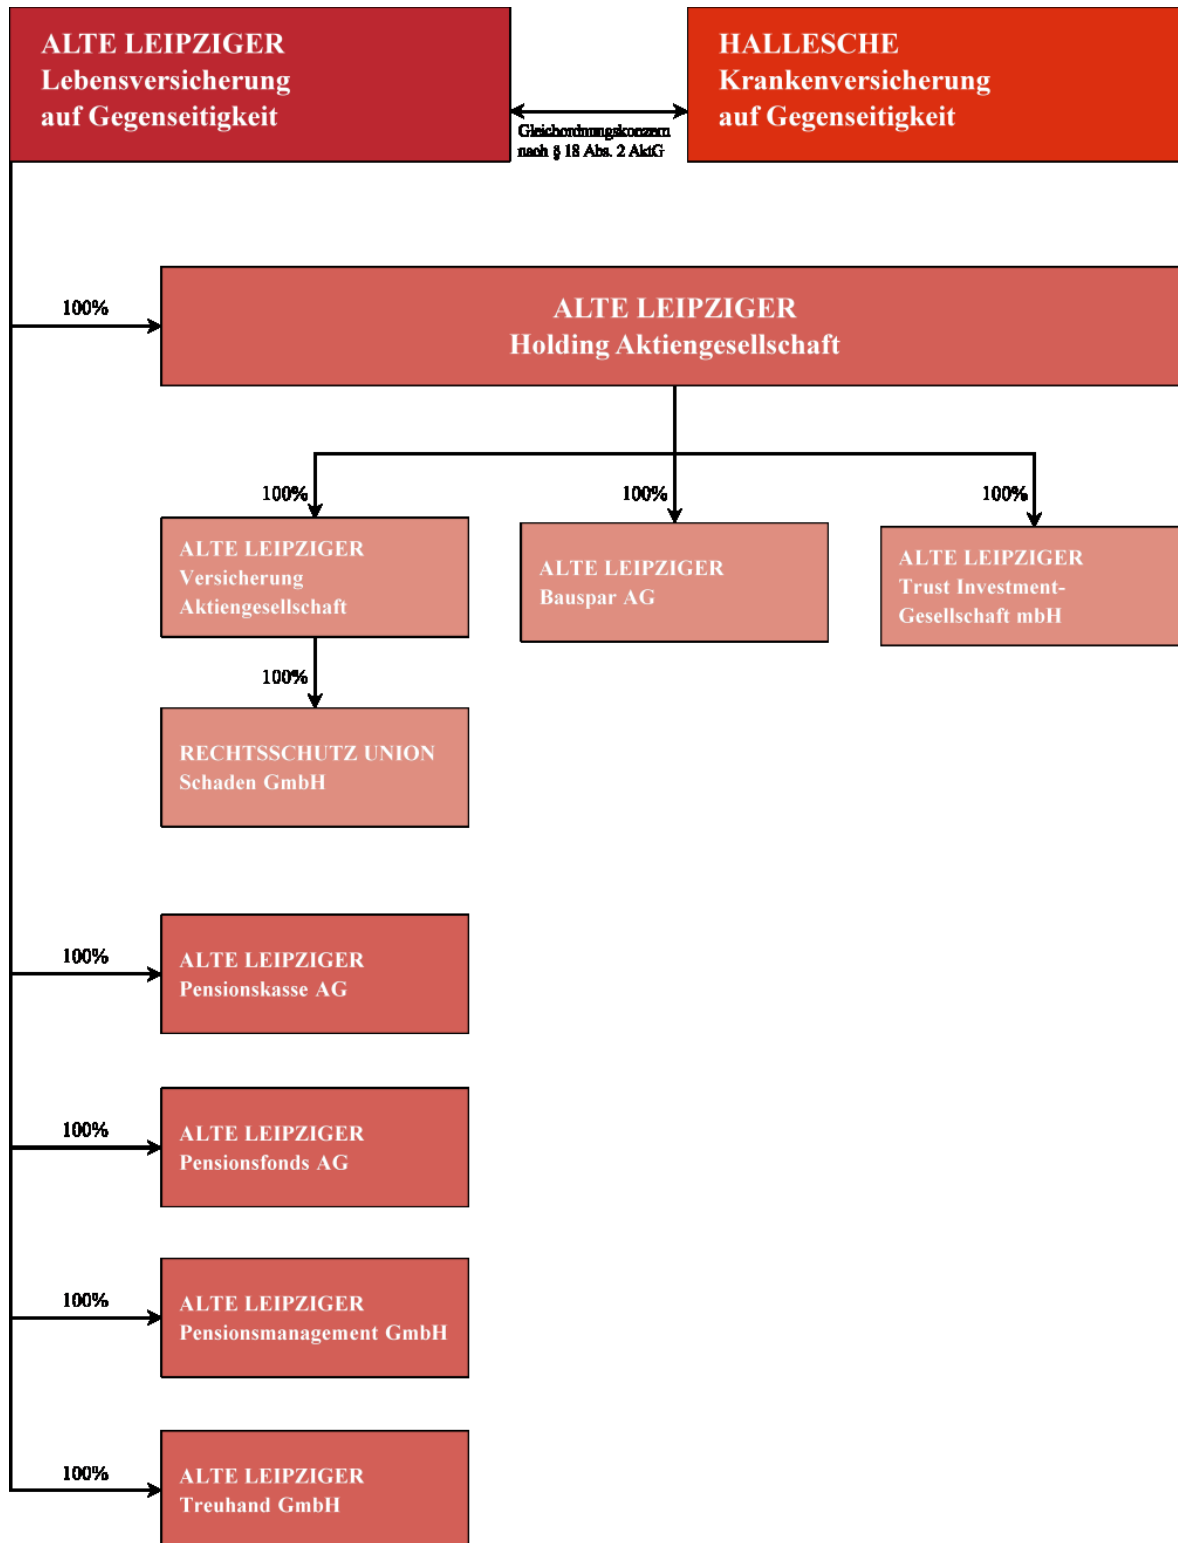 ALTE LEIPZIGER
Lebensversicherung
auf Gegenseitigkeit
Gleichordnungskonzern
nach § 18 Abs. 2 AktG
HALLESCHE
Krankenversicherung
auf Gegenseitigkeit
100%
ALTE LEIPZIGER
Holding Aktiengesellschaft
100%
100%
100%
ALTE LEIPZIGER
Versicherung
Aktiengesellschaft
ALTE LEIPZIGER
Bauspar AG
ALTE LEIPZIGER
Trust Investment-
Gesellschaft mbH
100%
RECHTSSCHUTZ UNION
Schaden GmbH
100%
ALTE LEIPZIGER
Pensionskasse AG
100%
ALTE LEIPZIGER
Pensionsfonds AG
100%
ALTE LEIPZIGER
Pensionsmanagement GmbH
100%
ALTE LEIPZIGER
Treuhand GmbH